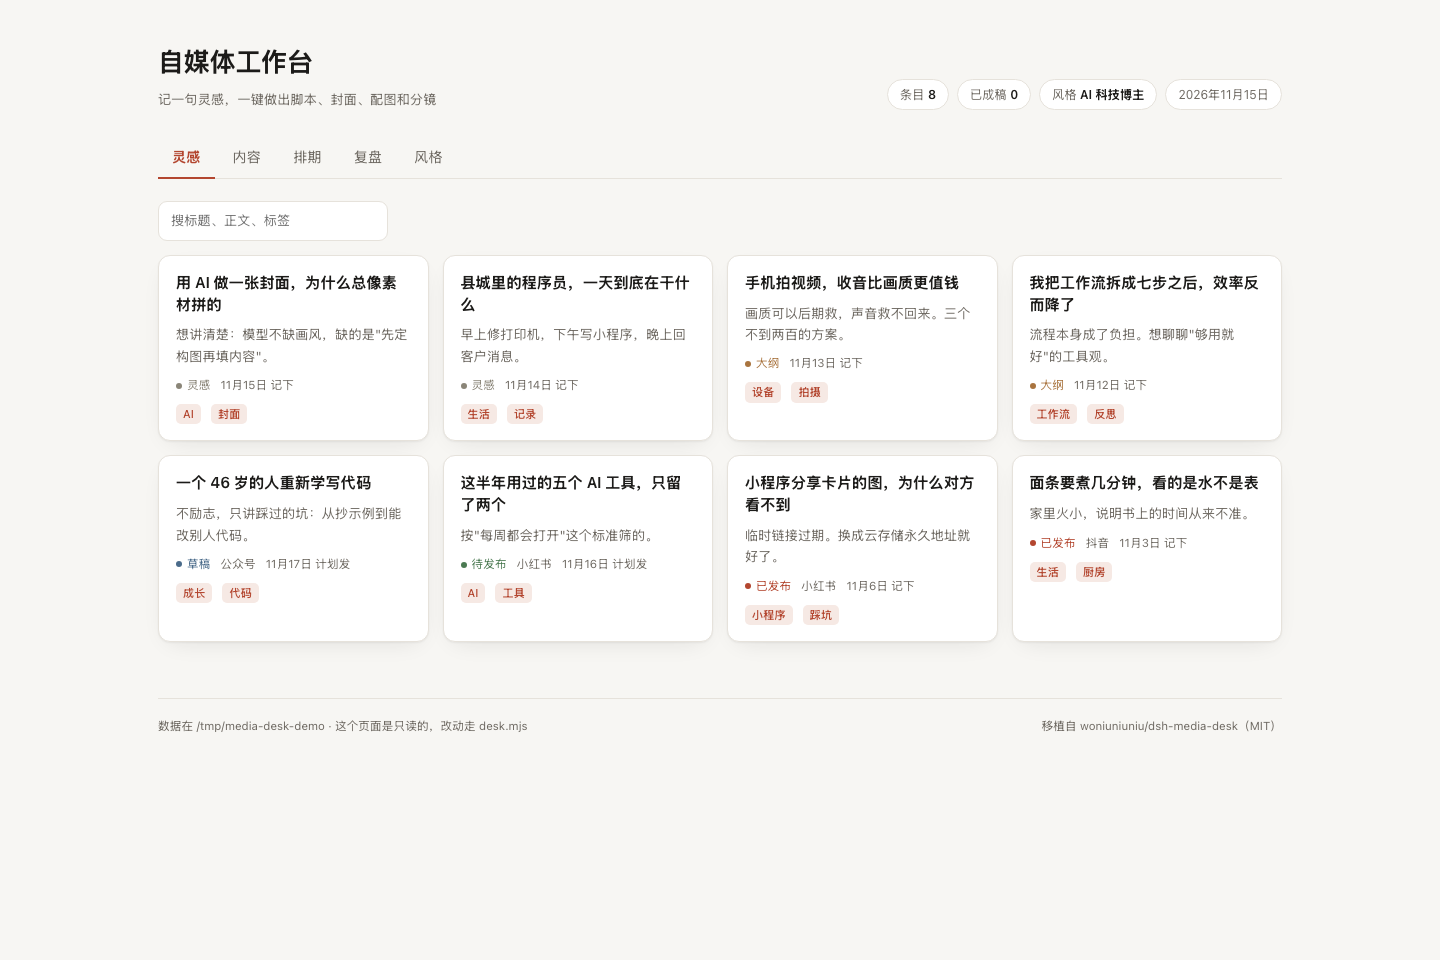 自媒体工作台
记一句灵感，一键做出脚本、封面、配图和分镜
条目 8
已成稿 0
风格 AI 科技博主
2026年11月15日
灵感
内容
排期
复盘
风格
搜标题、正文、标签
用 AI 做一张封面，为什么总像素
材拼的
想讲清楚：模型不缺画风，缺的是"先定
构图再填内容"。
灵感 11月15日 记下
AI 封面
县城里的程序员，一天到底在干什
么
早上修打印机，下午写小程序，晚上回
客户消息。
灵感 11月14日 记下
生活 记录
手机拍视频，收音比画质更值钱
画质可以后期救，声音救不回来。三个
不到两百的方案。
大纲 11月13日 记下
设备 拍摄
我把工作流拆成七步之后，效率反
而降了
流程本身成了负担。想聊聊"够用就
好"的工具观。
大纲 11月12日 记下
工作流 反思
一个 46 岁的人重新学写代码
不励志，只讲踩过的坑：从抄示例到能
改别人代码。
草稿 公众号 11月17日 计划发
成长 代码
这半年用过的五个 AI 工具，只留
了两个
按"每周都会打开"这个标准筛的。
待发布 小红书 11月16日 计划发
AI 工具
小程序分享卡片的图，为什么对方
看不到
临时链接过期。换成云存储永久地址就
好了。
已发布 小红书 11月6日 记下
小程序 踩坑
面条要煮几分钟，看的是水不是表
家里火小，说明书上的时间从来不准。
已发布 抖音 11月3日 记下
生活 厨房
数据在 /tmp/media-desk-demo · 这个页面是只读的，改动走 desk.mjs
移植自 woniuniuniu/dsh-media-desk（MIT）